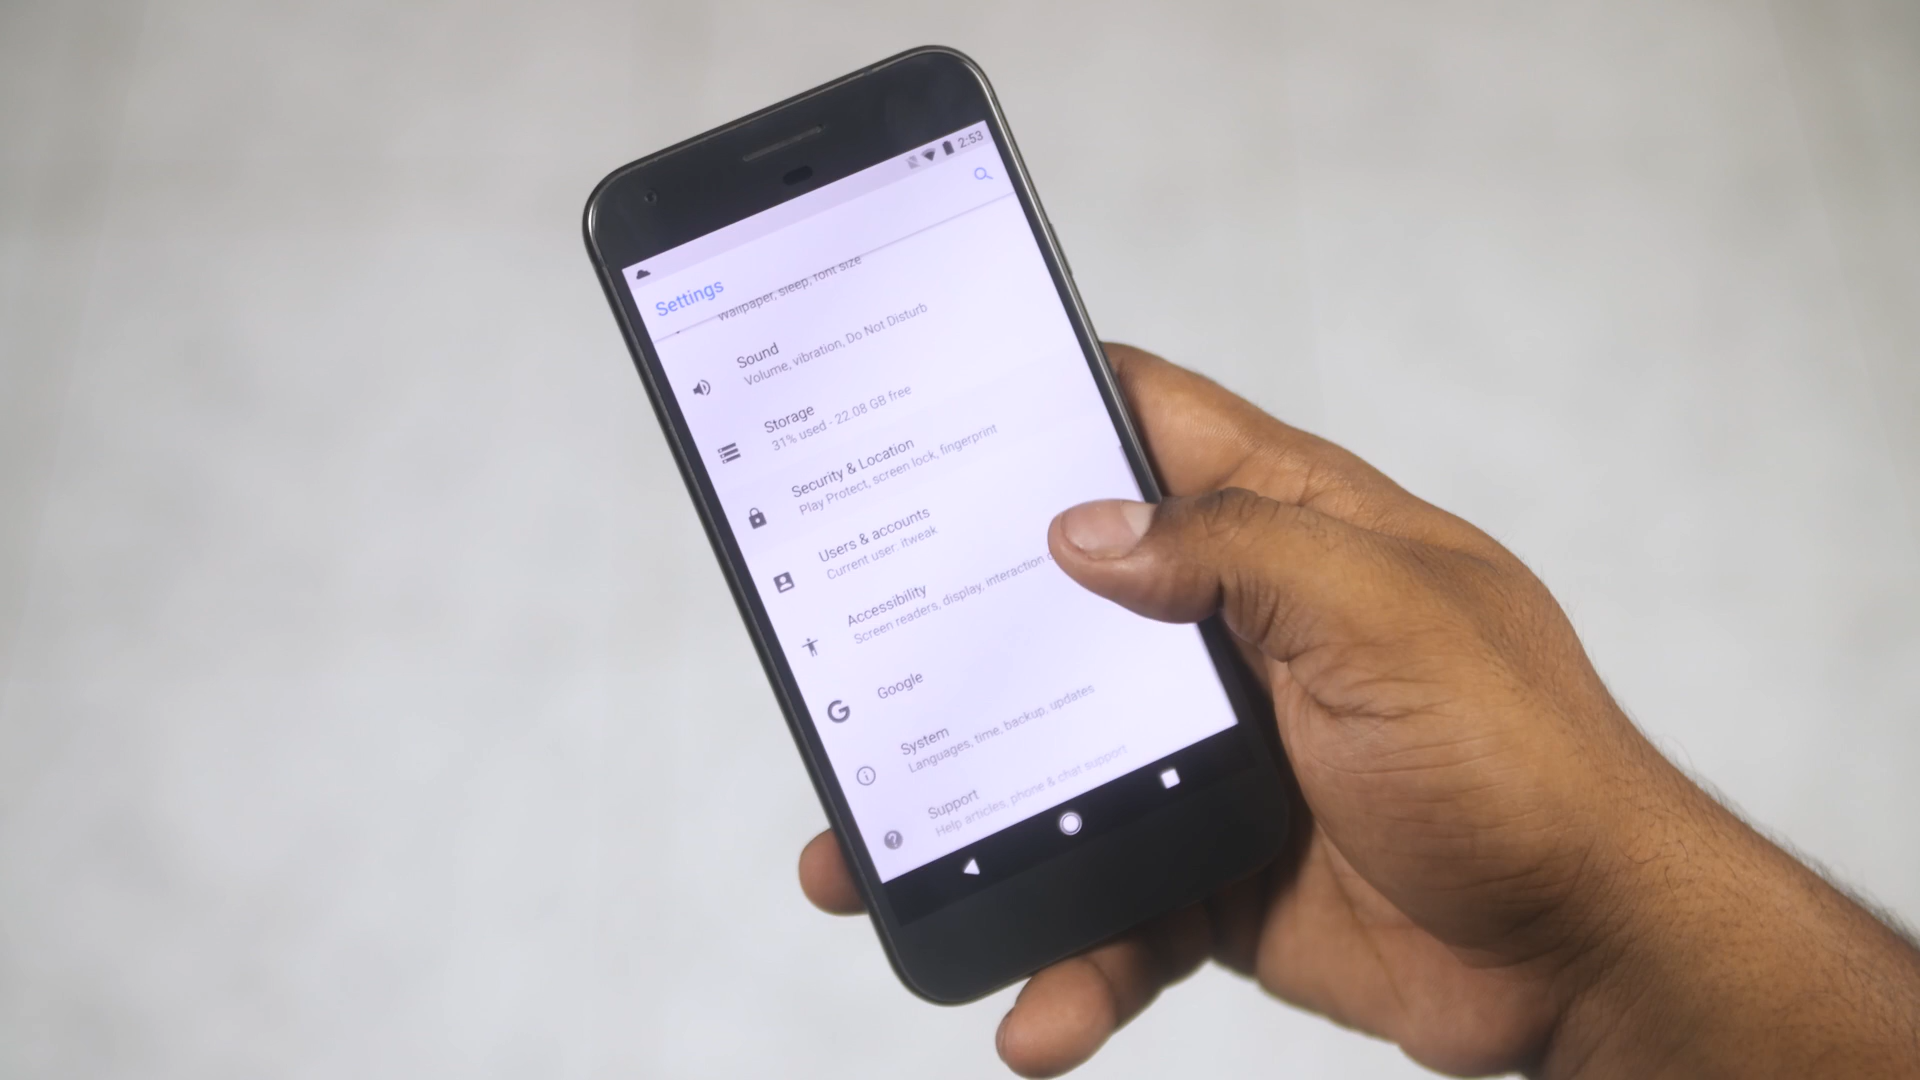 2:53
Settings
Wallpaper, sleep, font size
Sound
Volume, vibration, Do Not Disturb
Storage
31% used - 22.08 GB free
Security & Location
Play Protect, screen lock, fingerprint
Users & accounts
Current user: itweak
Accessibility
Screen readers, display, interaction
G
Google
System
Languages, time, backup, updates
Support
Help articles, phone & chat support